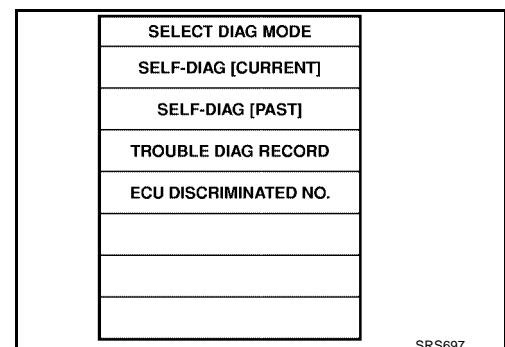 SELECT DIAG MODE
SELF-DIAG [CURRENT]
SELF-DIAG [PAST]
TROUBLE DIAG RECORD
ECU DISCRIMINATED NO.
SRS697